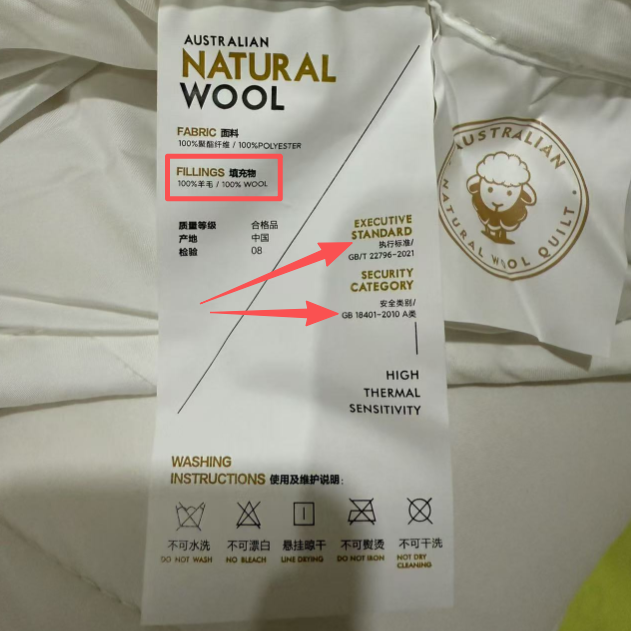 AUSTRALIAN
NATURAL
WOOL
FABRIC 面料
100%聚酯纤维 / 100%POLYESTER
FILLINGS 填充物
100%羊毛 / 100% WOOL
质量等级 合格品
产地 中国
检验 08
EXECUTIVE
STANDARD
执行标准/
GB/T 22796-2021
SECURITY
CATEGORY
安全类别/
GB 18401-2010 A类
HIGH
THERMAL
SENSITIVITY
WASHING
INSTRUCTIONS 使用及维护说明:
不可水洗 不可漂白 悬挂晾干 不可熨烫 不可干洗
DO NOT WASH NO BLEACH LINE DRYING DO NOT IRON NOT DRY
CLEANING
AUSTRALIAN
NATURAL WOOL QUILT